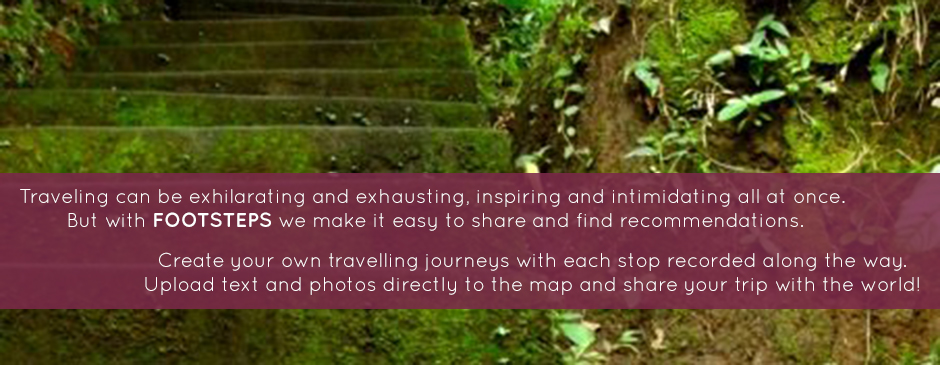 Traveling can be exhilarating and exhausting, inspiring and intimidating all at once.
But with FOOTSTEPS we make it easy to share and find recommendations.
Create your own travelling journeys with each stop recorded along the way.
Upload text and photos directly to the map and share your trip with the world!